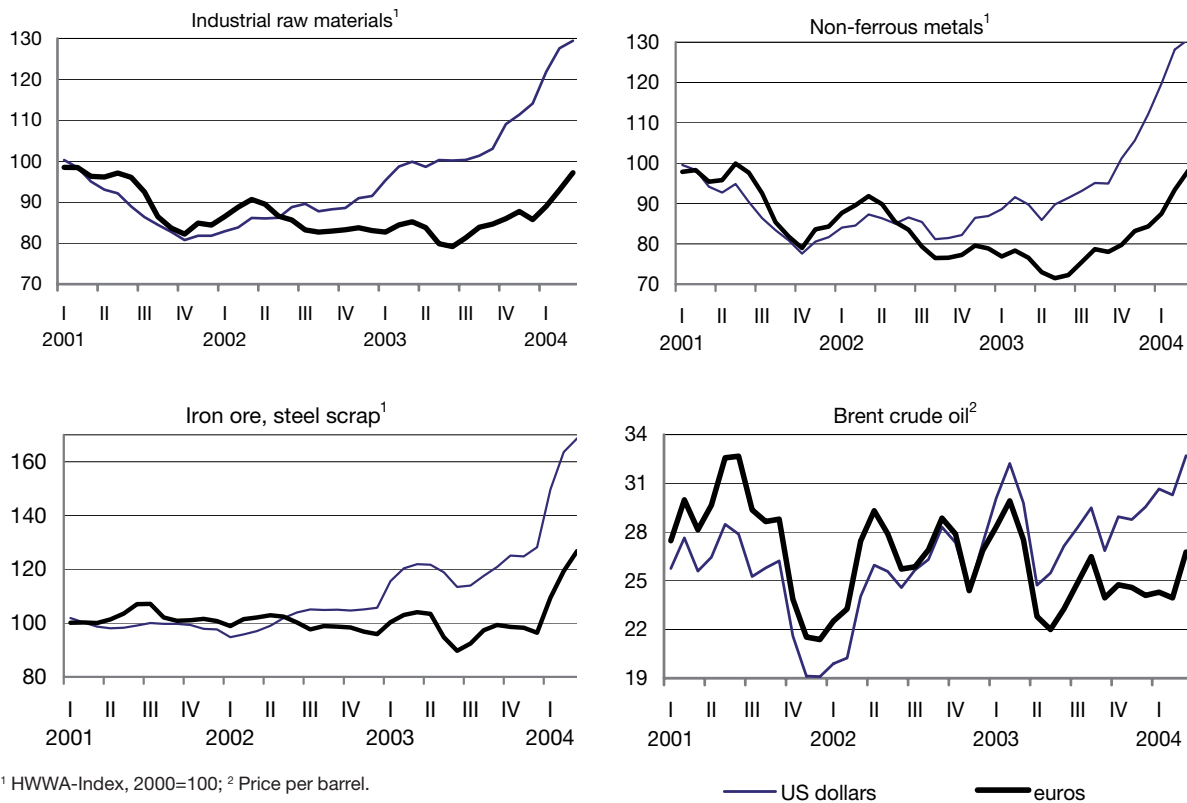 Industrial raw materials¹
130
120
110
100
90
80
70
I II III IV I II III IV I II III IV I
2001 2002 2003 2004
Non-ferrous metals¹
130
120
110
100
90
80
70
I II III IV I II III IV I II III IV I
2001 2002 2003 2004
Iron ore, steel scrap¹
160
140
120
100
80
I II III IV I II III IV I II III IV I
2001 2002 2003 2004
Brent crude oil²
34
31
28
25
22
19
I II III IV I II III IV I II III IV I
2001 2002 2003 2004
¹ HWWA-Index, 2000=100; ² Price per barrel.
US dollars euros